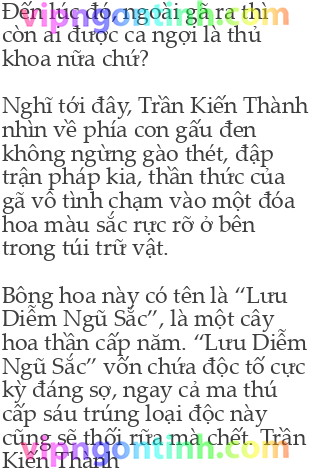 Đến lúc đó, ngoài gã ra thì
vipngontinh.com
còn ai được ca ngợi là thủ
khoa nữa chứ?
Nghĩ tới đây, Trần Kiến Thành
nhìn về phía con gấu đen
không ngừng gào thét, đập
trận pháp kia, thần thức của
gã vô tình chạm vào một đóa
hoa màu sắc rực rỡ ở bên
trong túi trữ vật.
Bông hoa này có tên là “Lưu
Diễm Ngũ Sắc”, là một cây
hoa thần cấp năm. “Lưu Diễm
Ngũ Sắc” vốn chứa độc tố cực
kỳ đáng sợ, ngay cả ma thú
cấp sáu trúng loại độc này
cũng sẽ thối rữa mà chết. Trần
vipngontinh.com
Kiến Thành